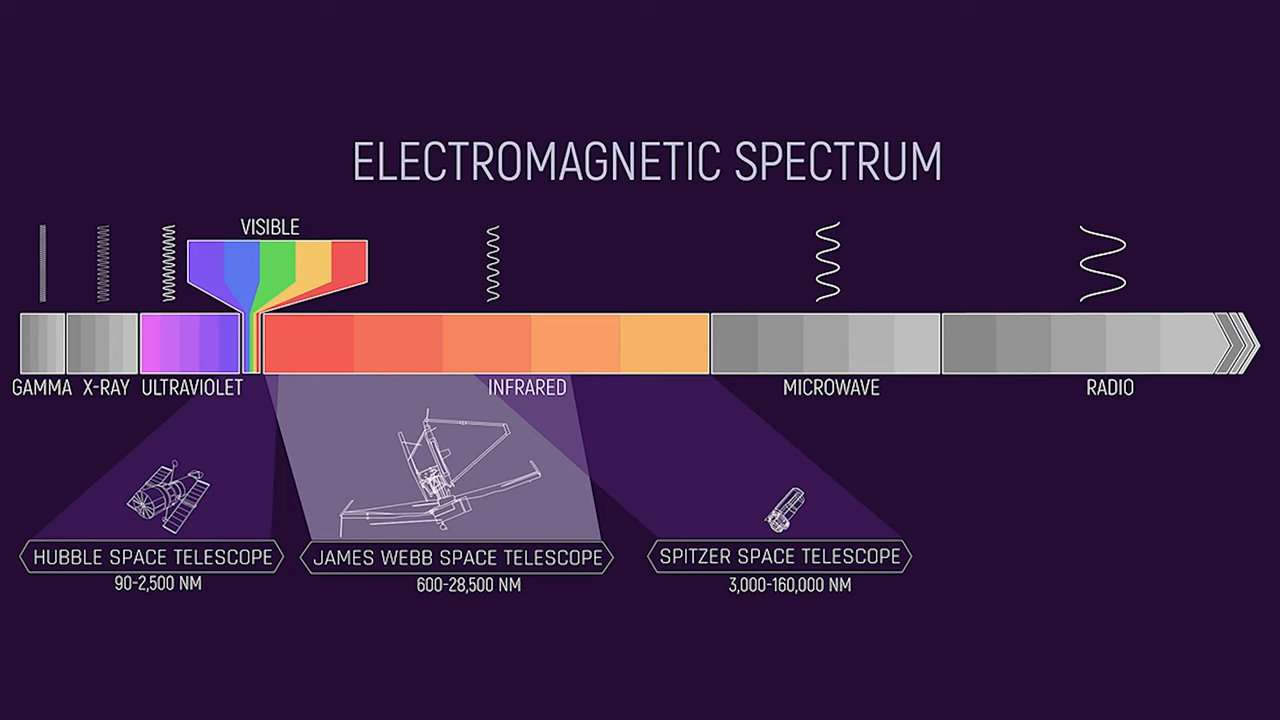 ELECTROMAGNETIC SPECTRUM
VISIBLE
GAMMA X-RAY ULTRAVIOLET INFRARED MICROWAVE RADIO
HUBBLE SPACE TELESCOPE
90-2,500 NM
JAMES WEBB SPACE TELESCOPE
600-28,500 NM
SPITZER SPACE TELESCOPE
3,000-160,000 NM